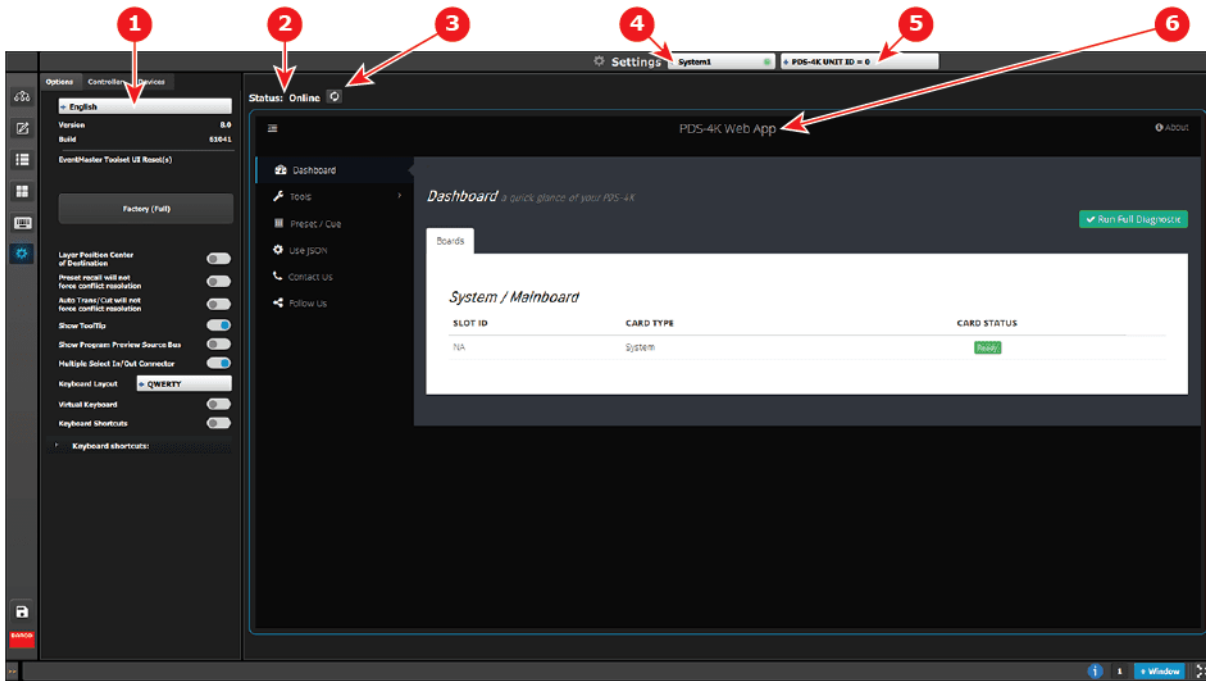 1
2
3
4
5
6
Settings
System1
PDS-4K UNIT ID = 0
Options
Controller
Devices
Status: Online
English
Version 8.0
Build 61041
EventMaster Toolset UI Reset(s)
Factory (Full)
Layer Position Center
of Destination
Preset recall will not
force conflict resolution
Auto Trans/Cut will not
force conflict resolution
Show ToolTip
Show Program Preview Source Bus
Multiple Select In/Out Connector
Keyboard Layout QWERTY
Virtual Keyboard
Keyboard Shortcuts
Keyboard shortcuts:
PDS-4K Web App
About
Dashboard
Tools
Preset / Cue
Use JSON
Contact Us
Follow Us
Dashboard a quick glance of your PDS-4K
Run Full Diagnostic
Boards
System / Mainboard
SLOT ID CARD TYPE CARD STATUS
NA System Ready
BARCO
1
+ Window